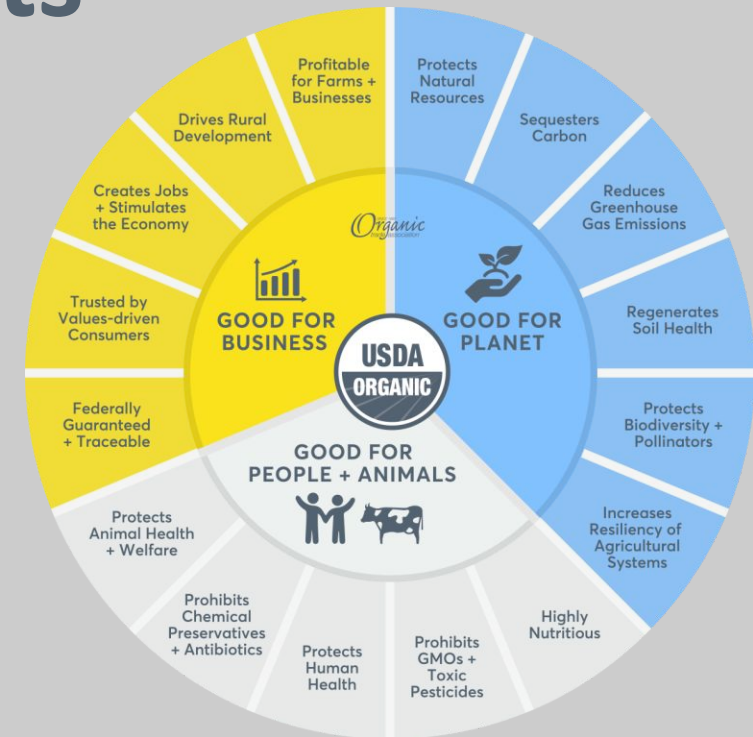 ts
Profitable
for Farms +
Businesses
Drives Rural
Development
Creates Jobs
+ Stimulates
the Economy
Trusted by
Values-driven
Consumers
Federally
Guaranteed
+ Traceable
GOOD FOR
BUSINESS
Protects
Natural
Resources
Sequesters
Carbon
Reduces
Greenhouse
Gas Emissions
Regenerates
Soil Health
Protects
Biodiversity +
Pollinators
Increases
Resiliency of
Agricultural
Systems
Organic
trade association
GOOD FOR
PLANET
USDA
ORGANIC
GOOD FOR
PEOPLE + ANIMALS
Protects
Animal Health
+ Welfare
Prohibits
Chemical
Preservatives
+ Antibiotics
Protects
Human
Health
Prohibits
GMOs +
Toxic
Pesticides
Highly
Nutritious